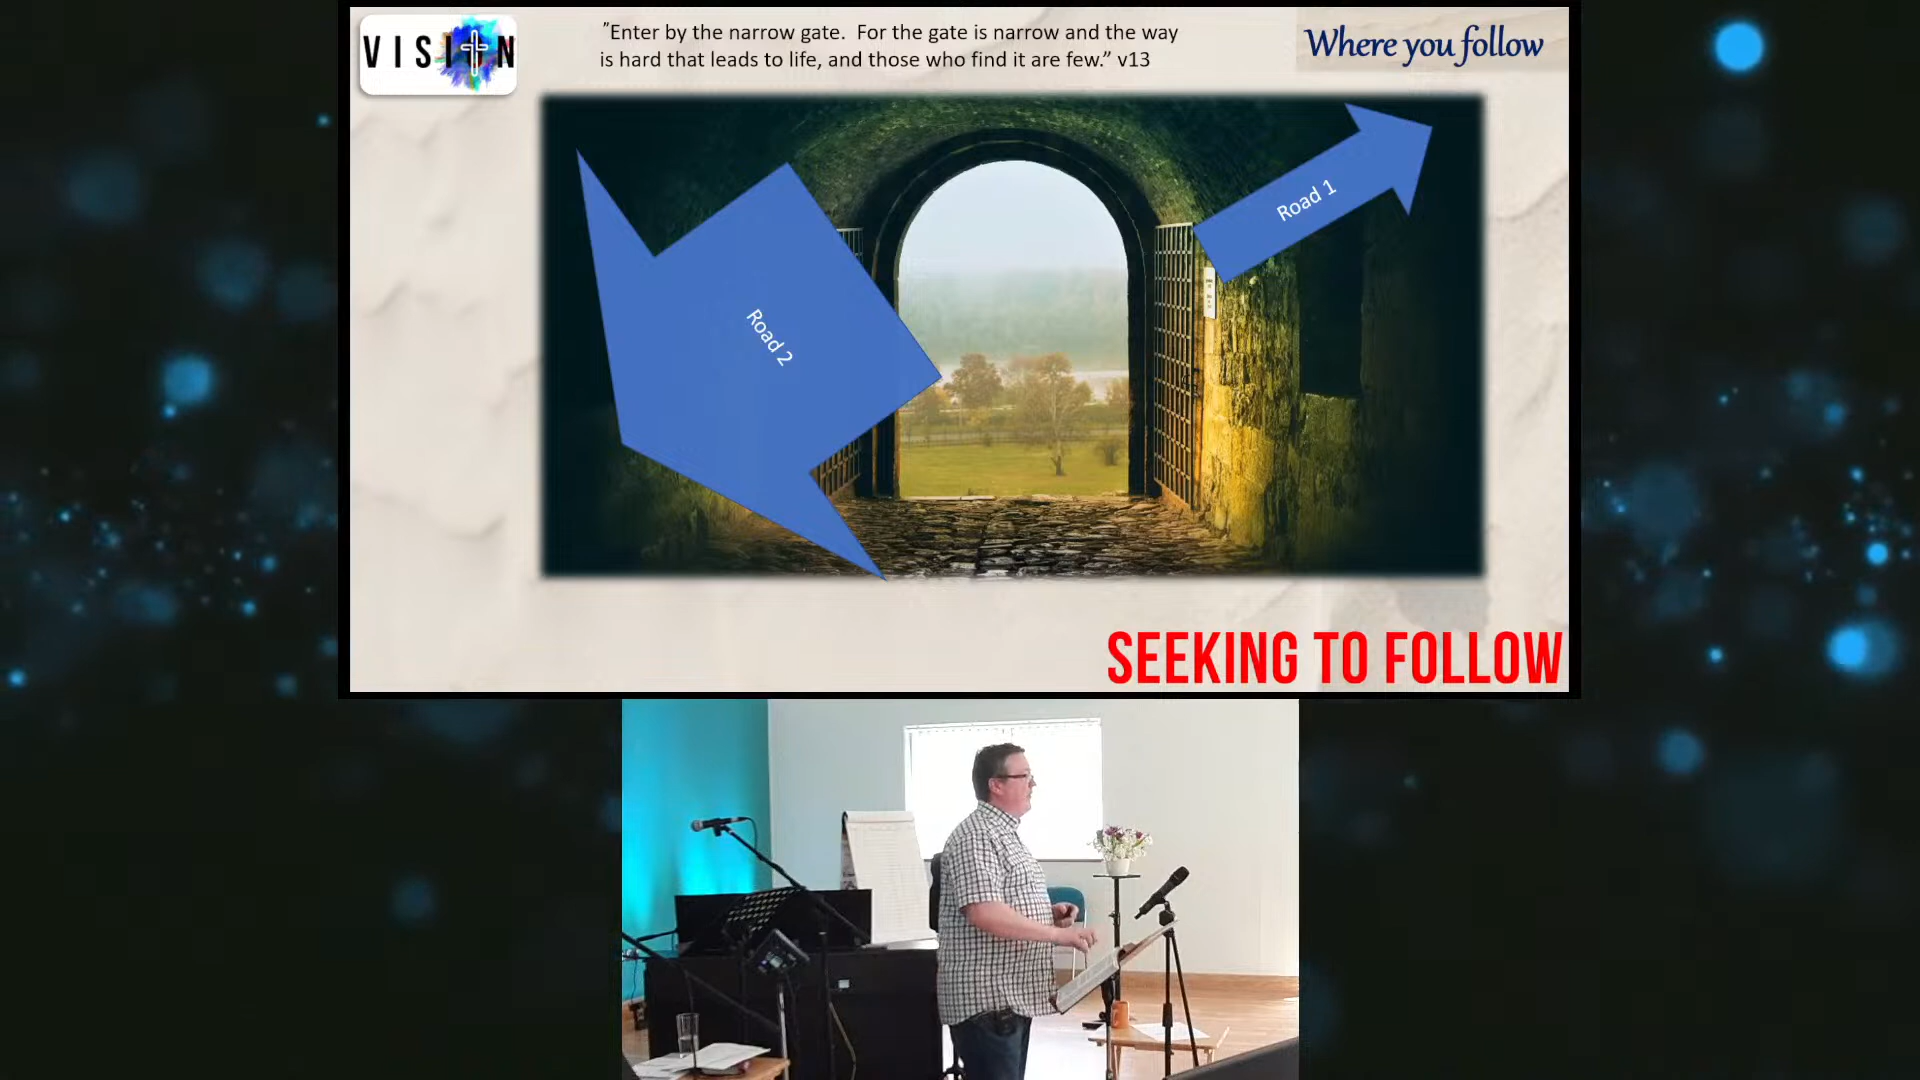 VISION
"Enter by the narrow gate. For the gate is narrow and the way
is hard that leads to life, and those who find it are few.” v13
Where you follow
Road 1
Road 2
SEEKING TO FOLLOW